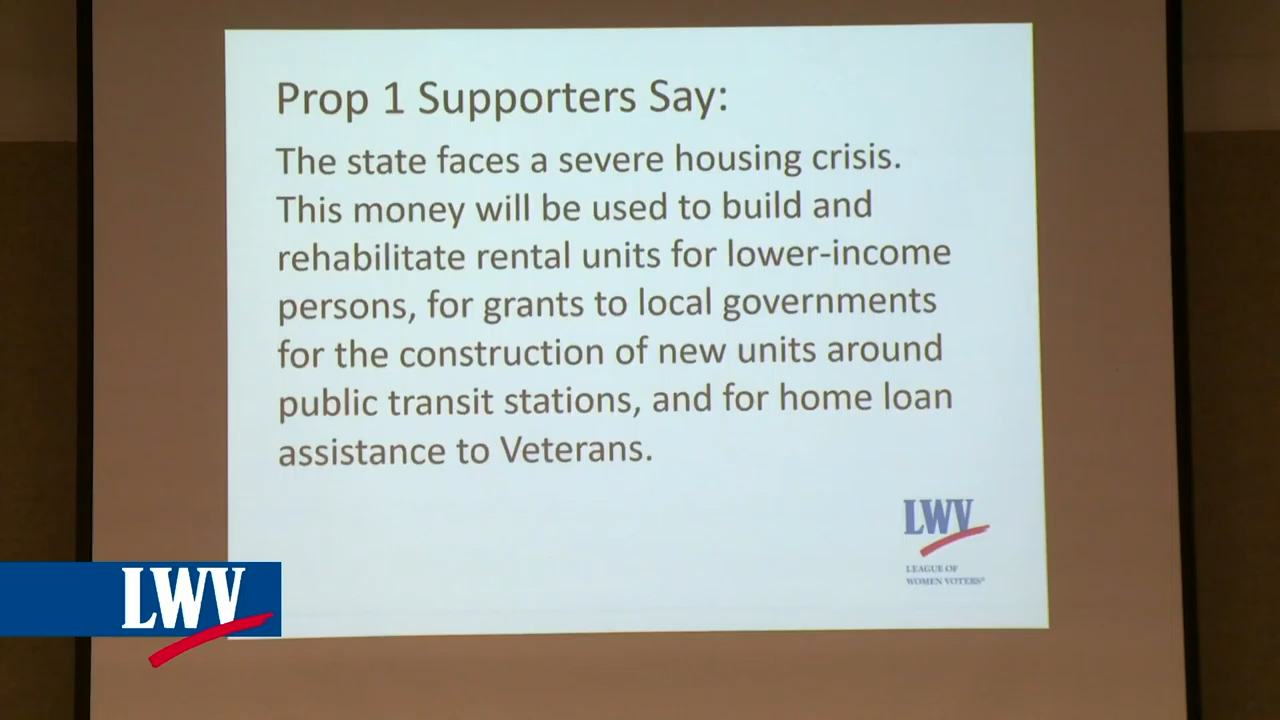 Prop 1 Supporters Say:
The state faces a severe housing crisis.
This money will be used to build and
rehabilitate rental units for lower-income
persons, for grants to local governments
for the construction of new units around
public transit stations, and for home loan
assistance to Veterans.
LWV
LEAGUE OF
WOMEN VOTERS®
LWV